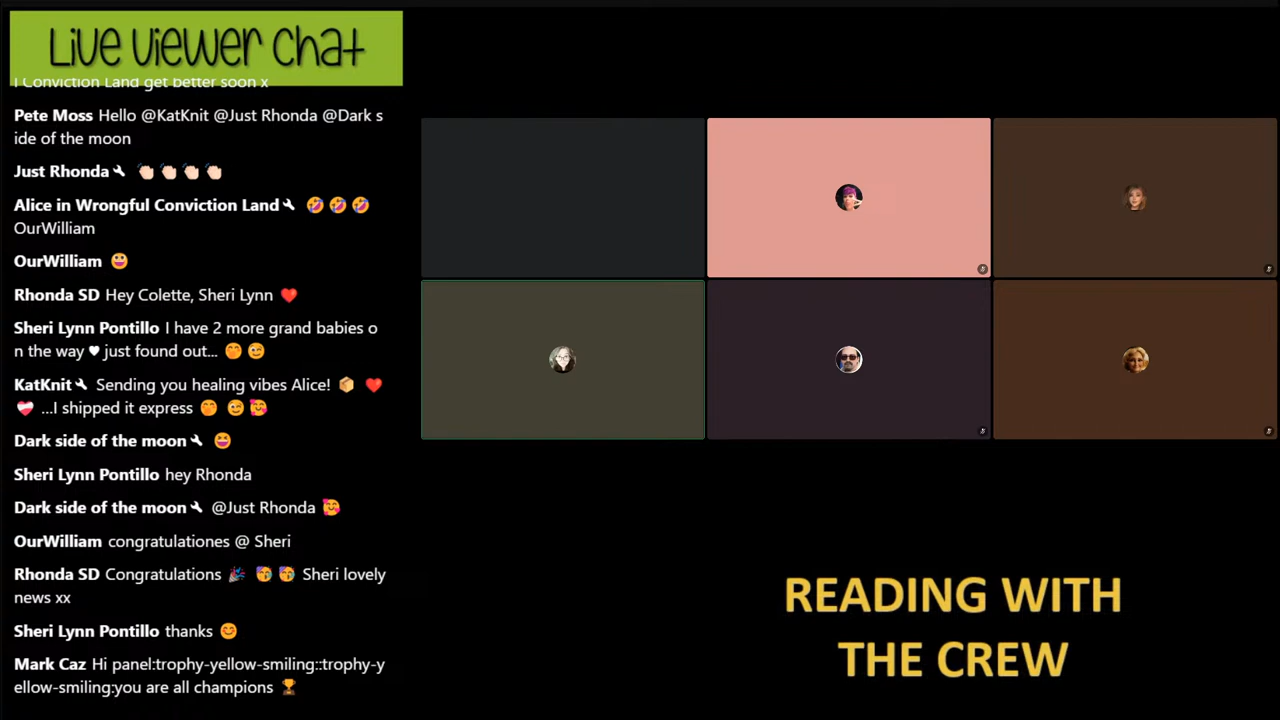 Live Viewer Chat
l Conviction Land get better soon x
Pete Moss Hello @KatKnit @Just Rhonda @Dark s
ide of the moon
Just Rhonda 👏🏻 👏🏻 👏🏻 👏🏻
Alice in Wrongful Conviction Land 🤣 🤣 🤣
OurWilliam
OurWilliam 😀
Rhonda SD Hey Colette, Sheri Lynn ❤️
Sheri Lynn Pontillo I have 2 more grand babies o
n the way ♥ just found out... 🤭 😉
KatKnit Sending you healing vibes Alice! 📦 ❤️
❤️‍🩹 ...I shipped it express 🤭 😉 🥰
Dark side of the moon 😆
Sheri Lynn Pontillo hey Rhonda
Dark side of the moon @Just Rhonda 🥰
OurWilliam congratulationes @ Sheri
Rhonda SD Congratulations 🎉 🥳 🥳 Sheri lovely
news xx
Sheri Lynn Pontillo thanks 😊
Mark Caz Hi panel:trophy-yellow-smiling::trophy-y
ellow-smiling:you are all champions 🏆
READING WITH
THE CREW